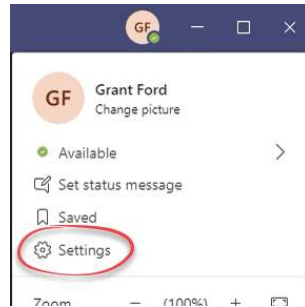 GF
GF
Grant Ford
Change picture
Available
Set status message
Saved
Settings
Zoom — (100%) +